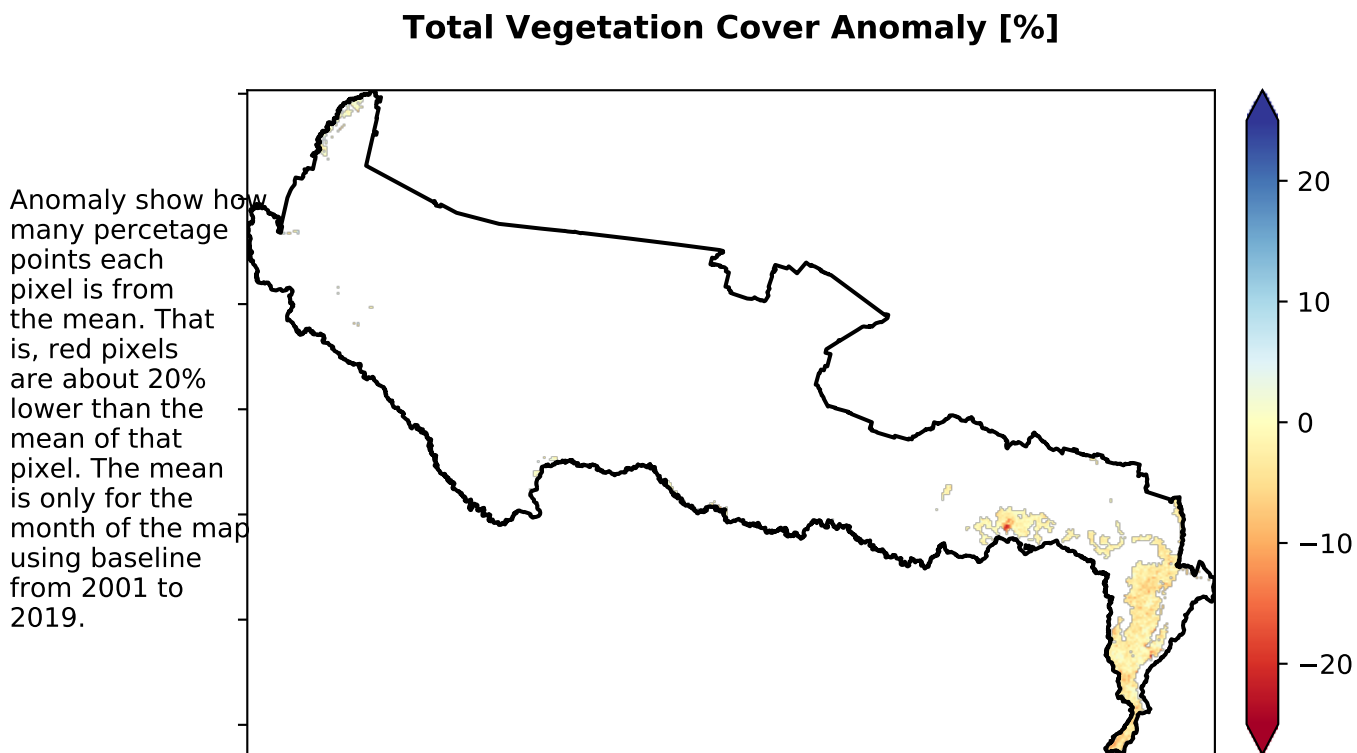 Total Vegetation Cover Anomaly [%]
Anomaly show how
many percetage
points each
pixel is from
the mean. That
is, red pixels
are about 20%
lower than the
mean of that
pixel. The mean
is only for the
month of the map
using baseline
from 2001 to
2019.
20
10
0
−10
−20